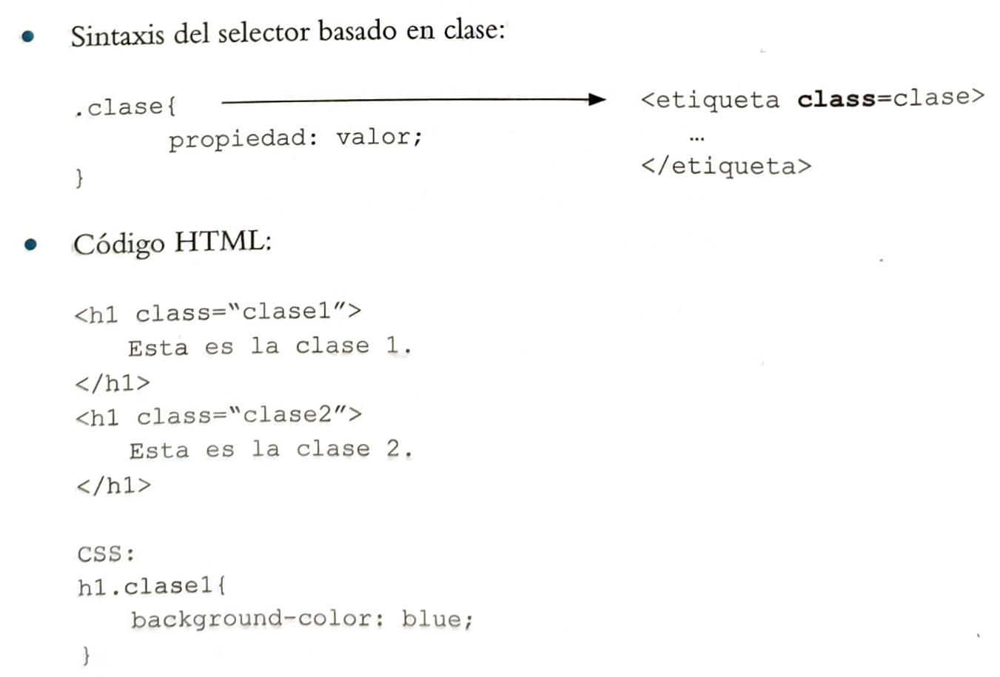 • Sintaxis del selector basado en clase:
.clase{
propiedad: valor;
}
<etiqueta class=clase>
...
</etiqueta>
• Código HTML:
<h1 class=“clase1”>
Esta es la clase 1.
</h1>
<h1 class=“clase2”>
Esta es la clase 2.
</h1>
CSS:
h1.clase1{
background-color: blue;
}